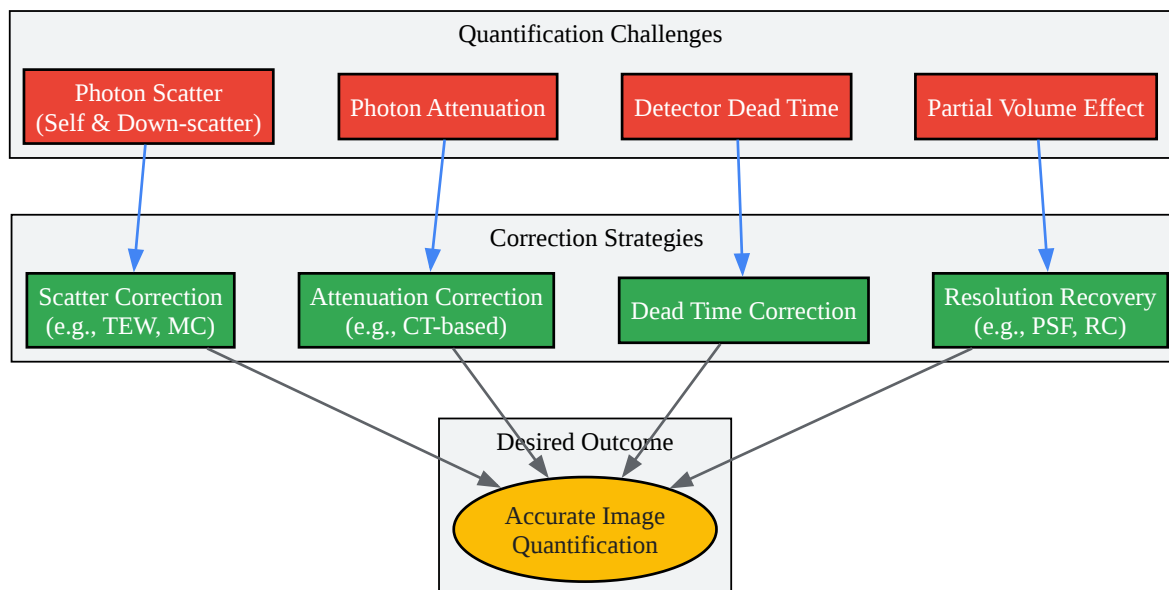 Quantification Challenges
Photon Scatter
(Self & Down-scatter)
Photon Attenuation
Detector Dead Time
Partial Volume Effect
Correction Strategies
Scatter Correction
(e.g., TEW, MC)
Attenuation Correction
(e.g., CT-based)
Dead Time Correction
Resolution Recovery
(e.g., PSF, RC)
Desired Outcome
Accurate Image
Quantification